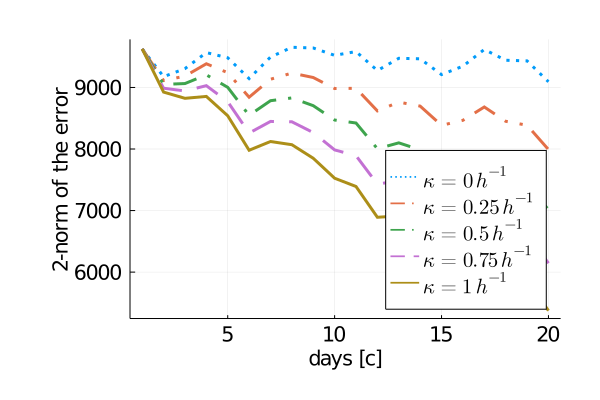 2-norm of the error
9000
8000
7000
6000
κ = 0 h⁻¹
κ = 0.25 h⁻¹
κ = 0.5 h⁻¹
κ = 0.75 h⁻¹
κ = 1 h⁻¹
5 10 15 20
days [c]